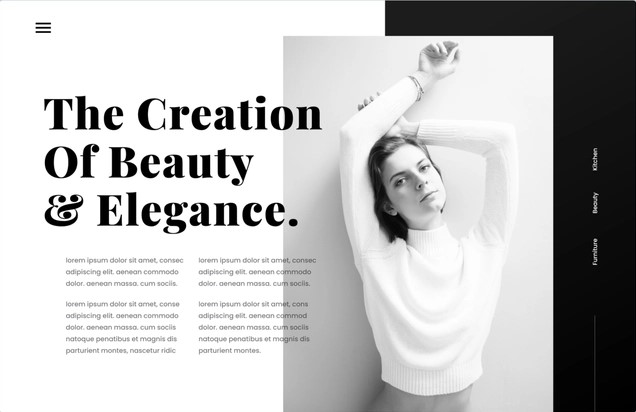 The Creation
Of Beauty
& Elegance.
lorem ipsum dolor sit amet, consec
adipiscing elit. aenean commodo
dolor. aenean massa. cum sociis.
lorem ipsum dolor sit amet, conse
adipiscing elit. aenean commodo
dolor. aenean massa. cum sociis
natoque penatibus et magnis dis
parturient montes, nascetur ridic
lorem ipsum dolor sit amet, consec
adipiscing elit. aenean commodo
dolor. aenean massa. cum sociis.
lorem ipsum dolor sit amet, cons
adipiscing elit. aenean commod
dolor. aenean massa. cum sociis
natoque penatibus et magnis dis
parturient montes.
Kitchen
Beauty
Furniture